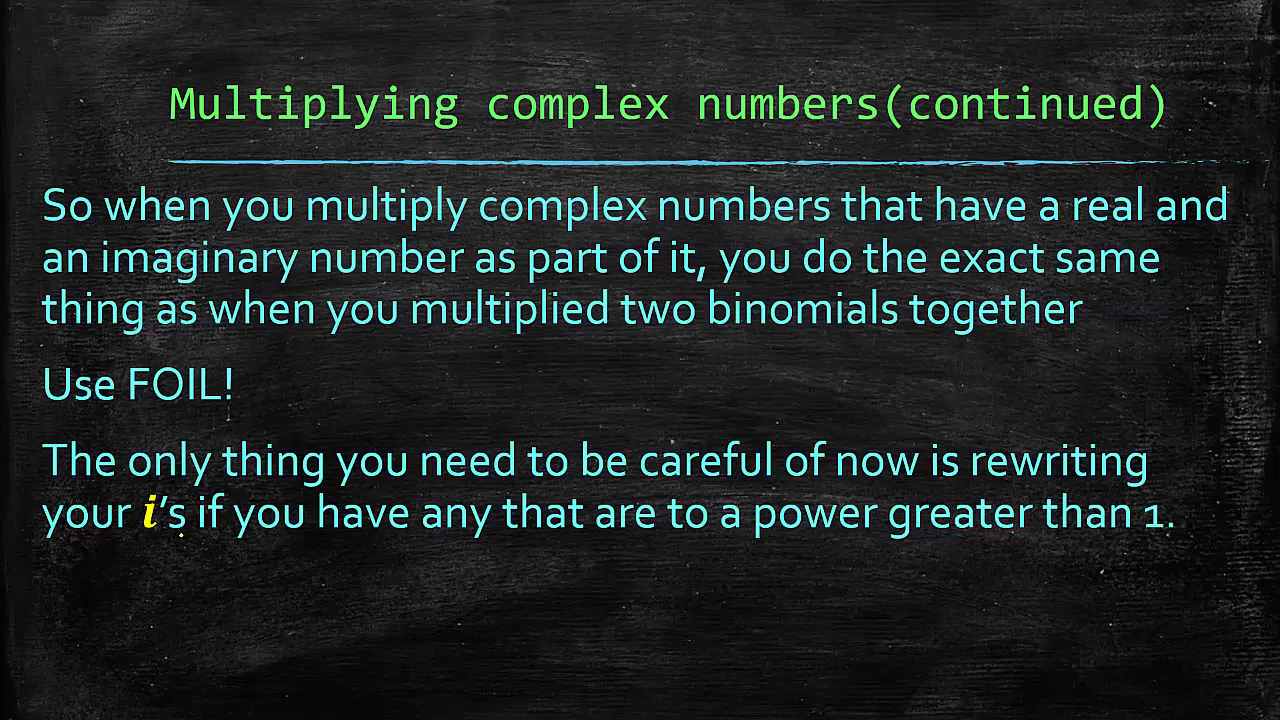 Multiplying complex numbers(continued)
So when you multiply complex numbers that have a real and
an imaginary number as part of it, you do the exact same
thing as when you multiplied two binomials together
Use FOIL!
The only thing you need to be careful of now is rewriting
your i's if you have any that are to a power greater than 1.